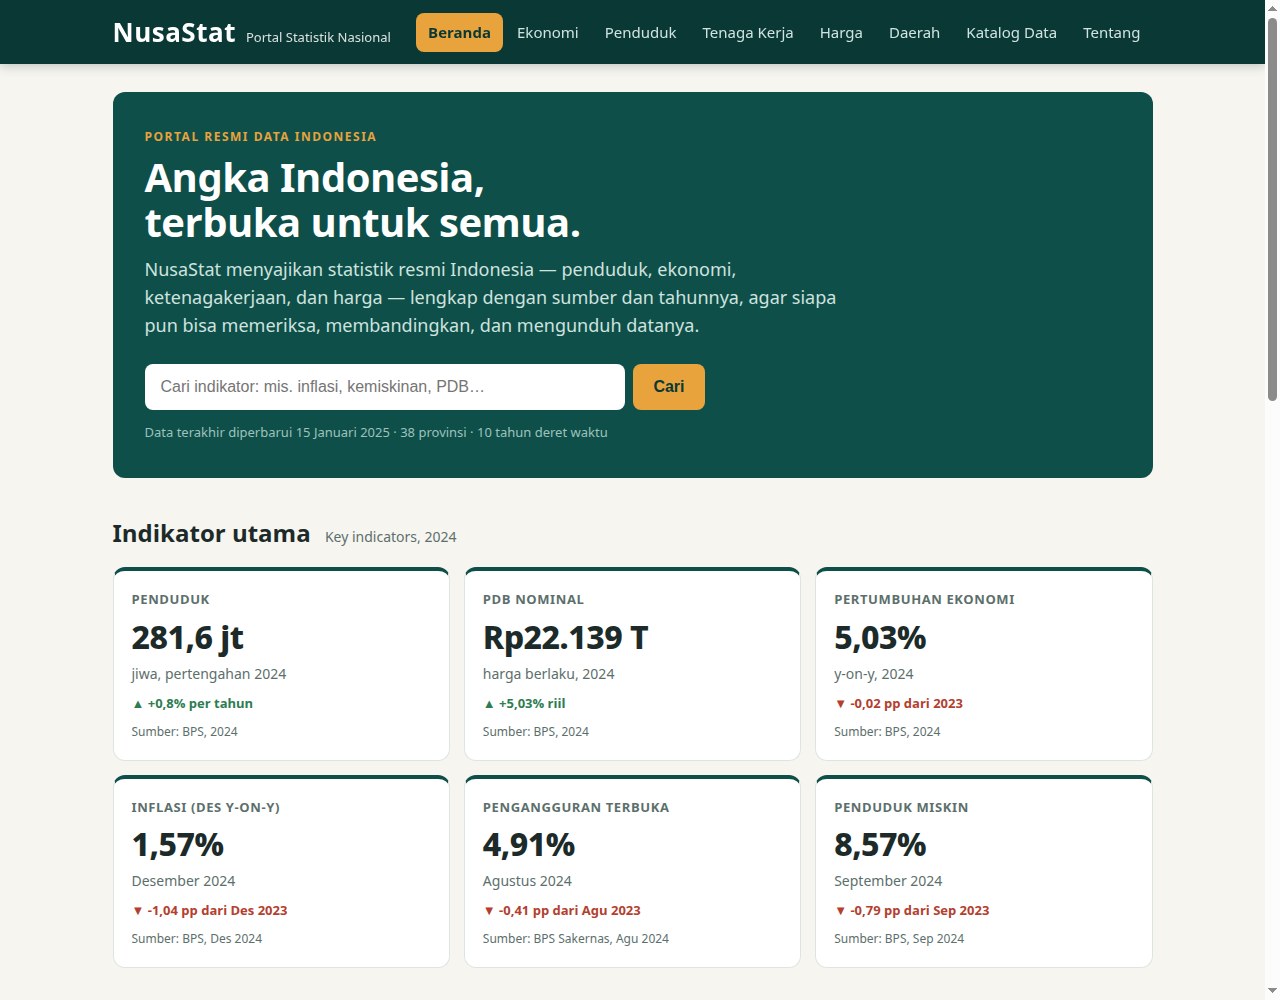 NusaStat Portal Statistik Nasional Beranda Ekonomi Penduduk Tenaga Kerja Harga Daerah Katalog Data Tentang
PORTAL RESMI DATA INDONESIA
Angka Indonesia,
terbuka untuk semua.
NusaStat menyajikan statistik resmi Indonesia — penduduk, ekonomi,
ketenagakerjaan, dan harga — lengkap dengan sumber dan tahunnya, agar siapa
pun bisa memeriksa, membandingkan, dan mengunduh datanya.
Cari indikator: mis. inflasi, kemiskinan, PDB… Cari
Data terakhir diperbarui 15 Januari 2025 · 38 provinsi · 10 tahun deret waktu
Indikator utama Key indicators, 2024
PENDUDUK
281,6 jt
jiwa, pertengahan 2024
▲ +0,8% per tahun
Sumber: BPS, 2024
PDB NOMINAL
Rp22.139 T
harga berlaku, 2024
▲ +5,03% riil
Sumber: BPS, 2024
PERTUMBUHAN EKONOMI
5,03%
y-on-y, 2024
▼ -0,02 pp dari 2023
Sumber: BPS, 2024
INFLASI (DES Y-ON-Y)
1,57%
Desember 2024
▼ -1,04 pp dari Des 2023
Sumber: BPS, Des 2024
PENGANGGURAN TERBUKA
4,91%
Agustus 2024
▼ -0,41 pp dari Agu 2023
Sumber: BPS Sakernas, Agu 2024
PENDUDUK MISKIN
8,57%
September 2024
▼ -0,79 pp dari Sep 2023
Sumber: BPS, Sep 2024